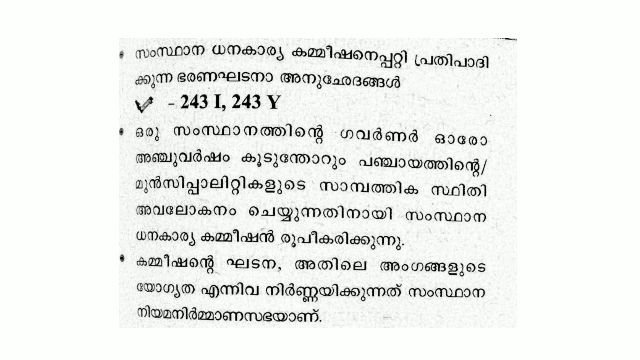 • സംസ്ഥാന ധനകാര്യ കമ്മീഷനെപ്പറ്റി പ്രതിപാദി
ക്കുന്ന ഭരണഘടനാ അനുഛേദങ്ങൾ
✓ - 243 I, 243 Y
• ഒരു സംസ്ഥാനത്തിന്റെ ഗവർണർ ഓരോ
അഞ്ചുവർഷം കൂടുന്തോറും പഞ്ചായത്തിന്റെ/
മുൻസിപ്പാലിറ്റികളുടെ സാമ്പത്തിക സ്ഥിതി
അവലോകനം ചെയ്യുന്നതിനായി സംസ്ഥാന
ധനകാര്യ കമ്മീഷൻ രൂപീകരിക്കുന്നു.
• കമ്മീഷന്റെ ഘടന, അതിലെ അംഗങ്ങളുടെ
യോഗ്യത എന്നിവ നിർണ്ണയിക്കുന്നത് സംസ്ഥാന
നിയമനിർമ്മാണസഭയാണ്.